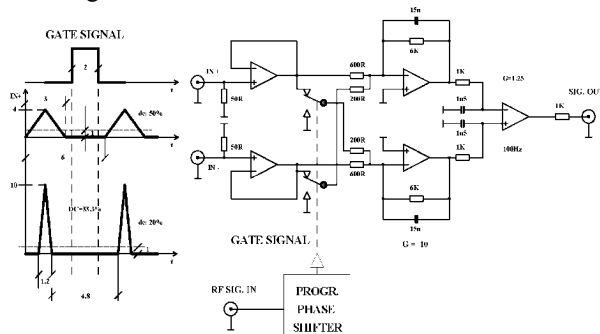 GATE SIGNAL
2
t
IN+
3
4
dc: 50%
1
t
6
10
DC=33.3%
dc: 20%
1
t
1.2
4.8
IN +
50R
50R
IN -
600R
200R
200R
600R
15n
6K
G=1.25
1K
1n5
1n5
100Hz
1K
1K
SIG. OU
6K
15n
G = 10
GATE SIGNAL
RF SIG. IN
PROGR.
PHASE
SHIFTER